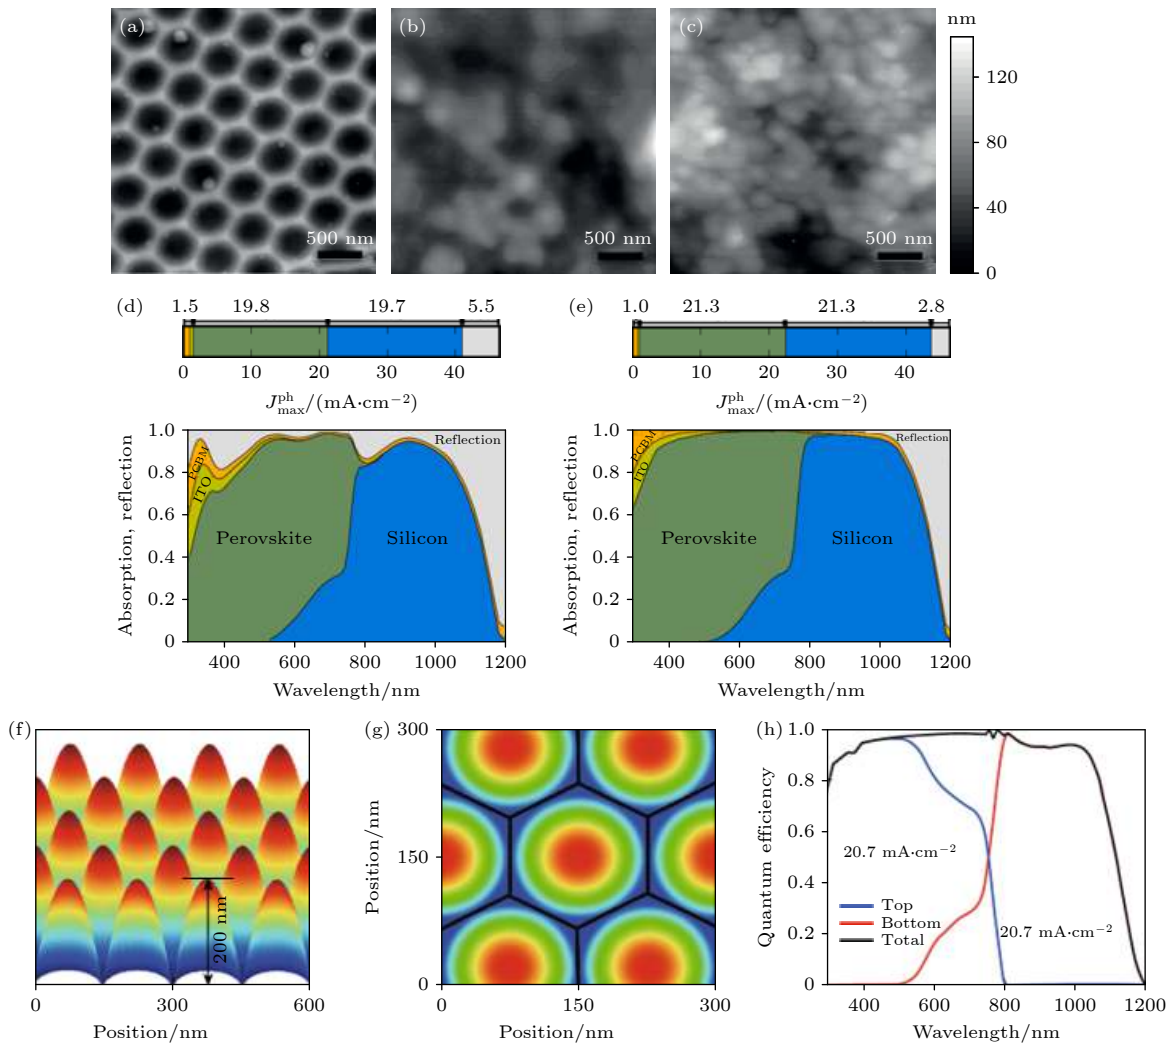 (a)
(b)
(c)
nm
120
80
40
0
500 nm
500 nm
500 nm
(d)
1.5 19.8 19.7 5.5
0 10 20 30 40
J^ph_max/(mA·cm−2)
(e)
1.0 21.3 21.3 2.8
0 10 20 30 40
J^ph_max/(mA·cm−2)
Absorption, reflection
1.0
0.8
0.6
0.4
0.2
0
PCBM
ITO
Reflection
Perovskite
Silicon
400 600 800 1000 1200
Wavelength/nm
Absorption, reflection
1.0
0.8
0.6
0.4
0.2
0
PCBM
ITO
Reflection
Perovskite
Silicon
400 600 800 1000 1200
Wavelength/nm
(f)
200 nm
0 300 600
Position/nm
(g)
Position/nm
300
150
0
0 150 300
Position/nm
(h)
Quantum efficiency
1.0
0.8
0.6
0.4
0.2
0
20.7 mA·cm−2
Top
Bottom
Total
20.7 mA·cm−2
600 800 1000 1200
Wavelength/nm